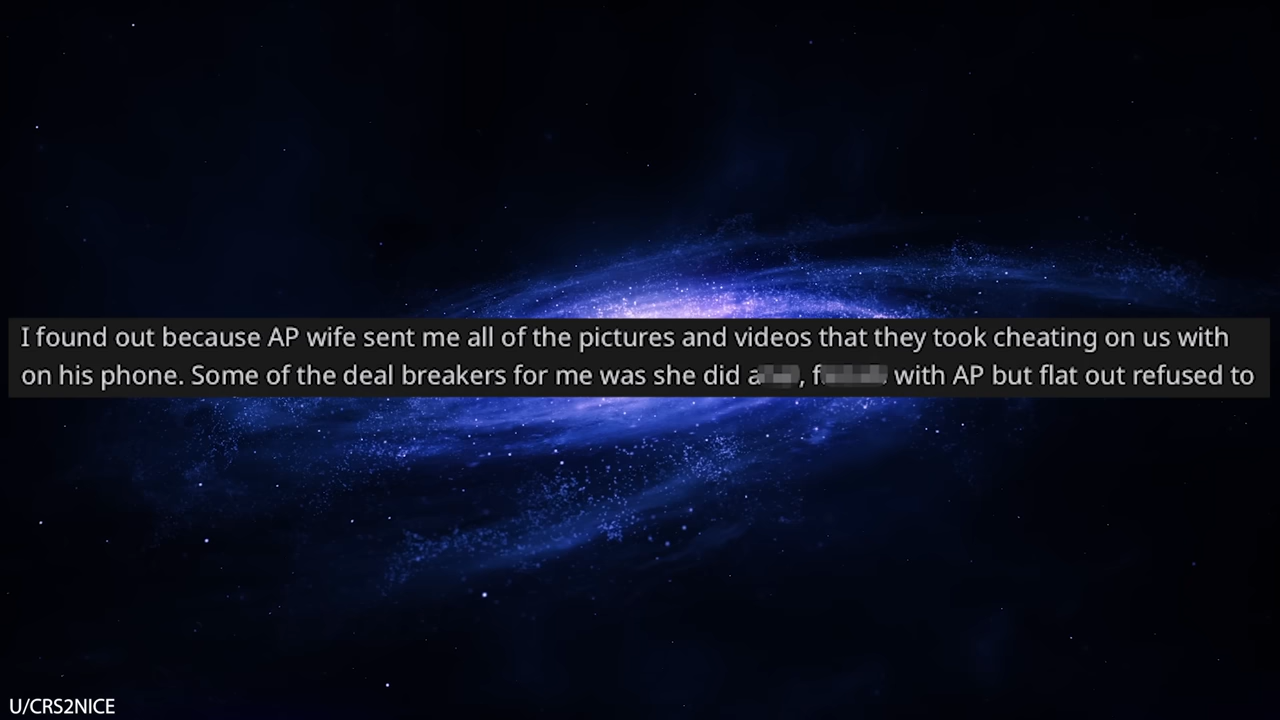 I found out because AP wife sent me all of the pictures and videos that they took cheating on us with
on his phone. Some of the deal breakers for me was she did with AP but flat out refused to
U/CRS2NICE